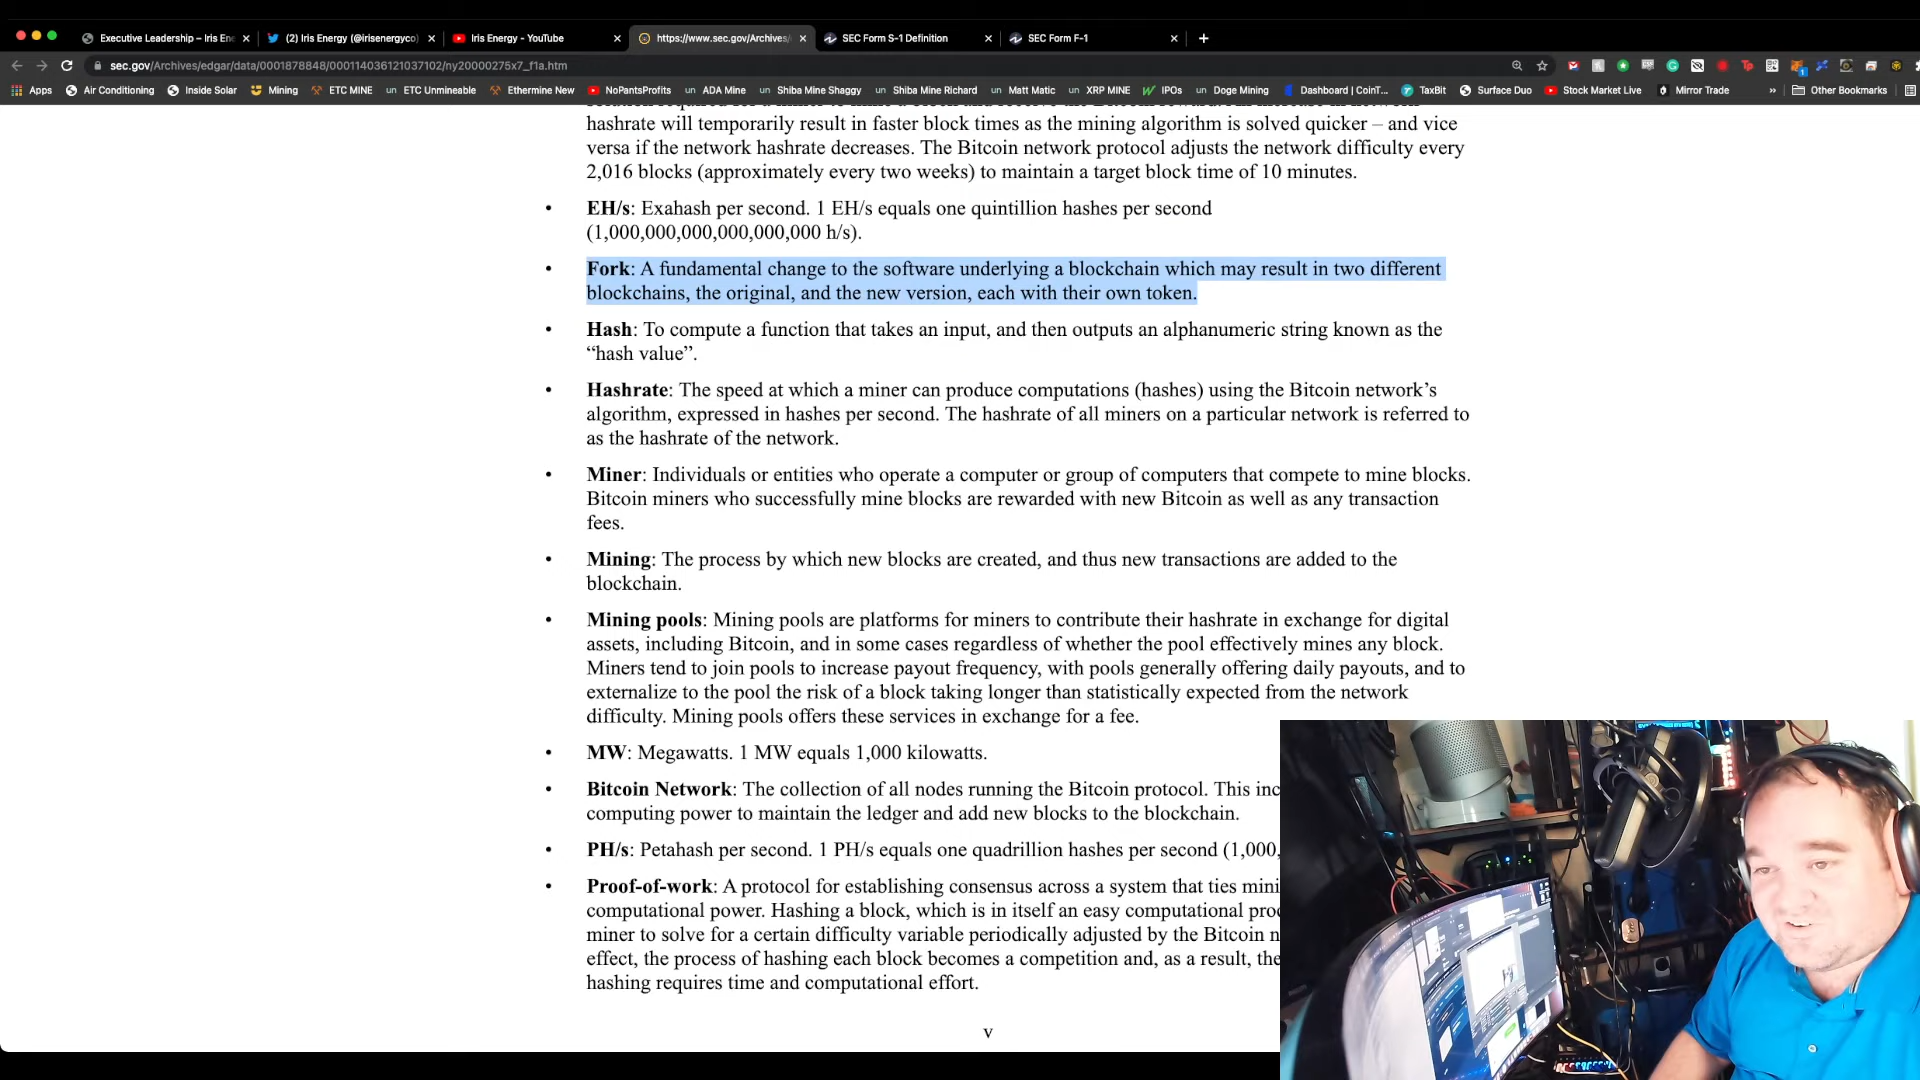 Executive Leadership – Iris En
(2) Iris Energy (@irisenergyco)
Iris Energy - YouTube
https://www.sec.gov/Archives/
SEC Form S-1 Definition
SEC Form F-1
sec.gov/Archives/edgar/data/0001878848/000114036121037102/ny20000275x7_f1a.htm
Apps Air Conditioning Inside Solar Mining ETC MINE ETC Unmineable Ethermine New NoPantsProfits ADA Mine Shiba Mine Shaggy Shiba Mine Richard Matt Matic XRP MINE IPOs Doge Mining Dashboard | CoinT... TaxBit Surface Duo Stock Market Live Mirror Trade » Other Bookmarks
hashrate will temporarily result in faster block times as the mining algorithm is solved quicker – and vice
versa if the network hashrate decreases. The Bitcoin network protocol adjusts the network difficulty every
2,016 blocks (approximately every two weeks) to maintain a target block time of 10 minutes.
• EH/s: Exahash per second. 1 EH/s equals one quintillion hashes per second
(1,000,000,000,000,000,000 h/s).
• Fork: A fundamental change to the software underlying a blockchain which may result in two different
blockchains, the original, and the new version, each with their own token.
• Hash: To compute a function that takes an input, and then outputs an alphanumeric string known as the
“hash value”.
• Hashrate: The speed at which a miner can produce computations (hashes) using the Bitcoin network’s
algorithm, expressed in hashes per second. The hashrate of all miners on a particular network is referred to
as the hashrate of the network.
• Miner: Individuals or entities who operate a computer or group of computers that compete to mine blocks.
Bitcoin miners who successfully mine blocks are rewarded with new Bitcoin as well as any transaction
fees.
• Mining: The process by which new blocks are created, and thus new transactions are added to the
blockchain.
• Mining pools: Mining pools are platforms for miners to contribute their hashrate in exchange for digital
assets, including Bitcoin, and in some cases regardless of whether the pool effectively mines any block.
Miners tend to join pools to increase payout frequency, with pools generally offering daily payouts, and to
externalize to the pool the risk of a block taking longer than statistically expected from the network
difficulty. Mining pools offers these services in exchange for a fee.
• MW: Megawatts. 1 MW equals 1,000 kilowatts.
• Bitcoin Network: The collection of all nodes running the Bitcoin protocol. This inc
computing power to maintain the ledger and add new blocks to the blockchain.
• PH/s: Petahash per second. 1 PH/s equals one quadrillion hashes per second (1,000,
• Proof-of-work: A protocol for establishing consensus across a system that ties mini
computational power. Hashing a block, which is in itself an easy computational pro
miner to solve for a certain difficulty variable periodically adjusted by the Bitcoin n
effect, the process of hashing each block becomes a competition and, as a result, the
hashing requires time and computational effort.
v